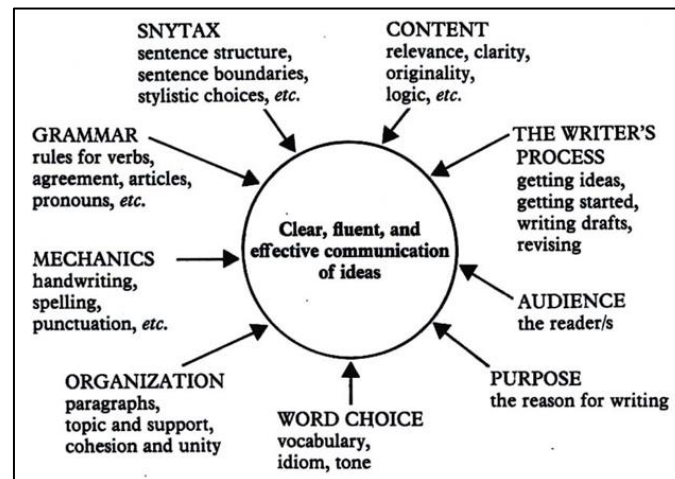 SNYTAX
sentence structure,
sentence boundaries,
stylistic choices, etc.
CONTENT
relevance, clarity,
originality,
logic, etc.
GRAMMAR
rules for verbs,
agreement, articles,
pronouns, etc.
THE WRITER'S
PROCESS
getting ideas,
getting started,
writing drafts,
revising
Clear, fluent, and
effective communication
of ideas
MECHANICS
handwriting,
spelling,
punctuation, etc.
AUDIENCE
the reader/s
ORGANIZATION
paragraphs,
topic and support,
cohesion and unity
WORD CHOICE
vocabulary,
idiom, tone
PURPOSE
the reason for writing